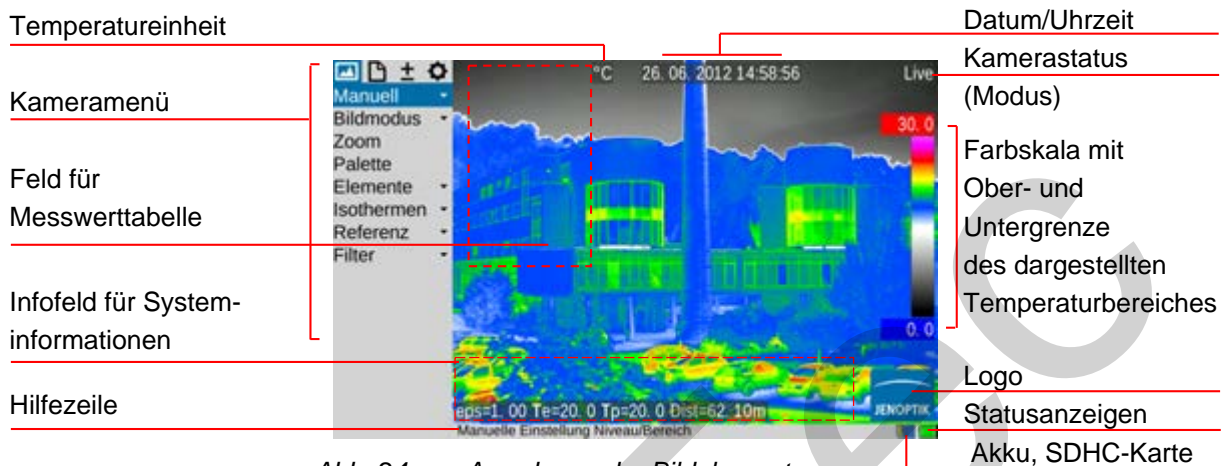 Temperatureinheit
Kameramenü
Feld für
Messwerttabelle
Infofeld für System-
informationen
Hilfezeile
°C 26. 06. 2012 14:58:56 Live
Manuell
Bildmodus
Zoom
Palette
Elemente
Isothermen
Referenz
Filter
30. 0
0. 0
eps=1. 00 Te=20. 0 Tp=20. 0 Dist=62. 10m
JENOPTIK
Manuelle Einstellung Niveau/Bereich
Datum/Uhrzeit
Kamerastatus
(Modus)
Farbskala mit
Ober- und
Untergrenze
des dargestellten
Temperaturbereiches
Logo
Statusanzeigen
Akku, SDHC-Karte